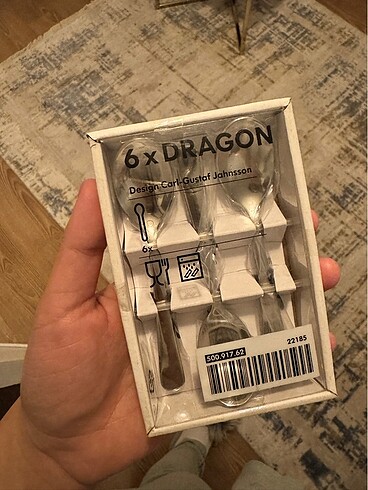 6 x DRAGON
Design Carl-Gustaf Jahnsson
6x
500.917.62
22185